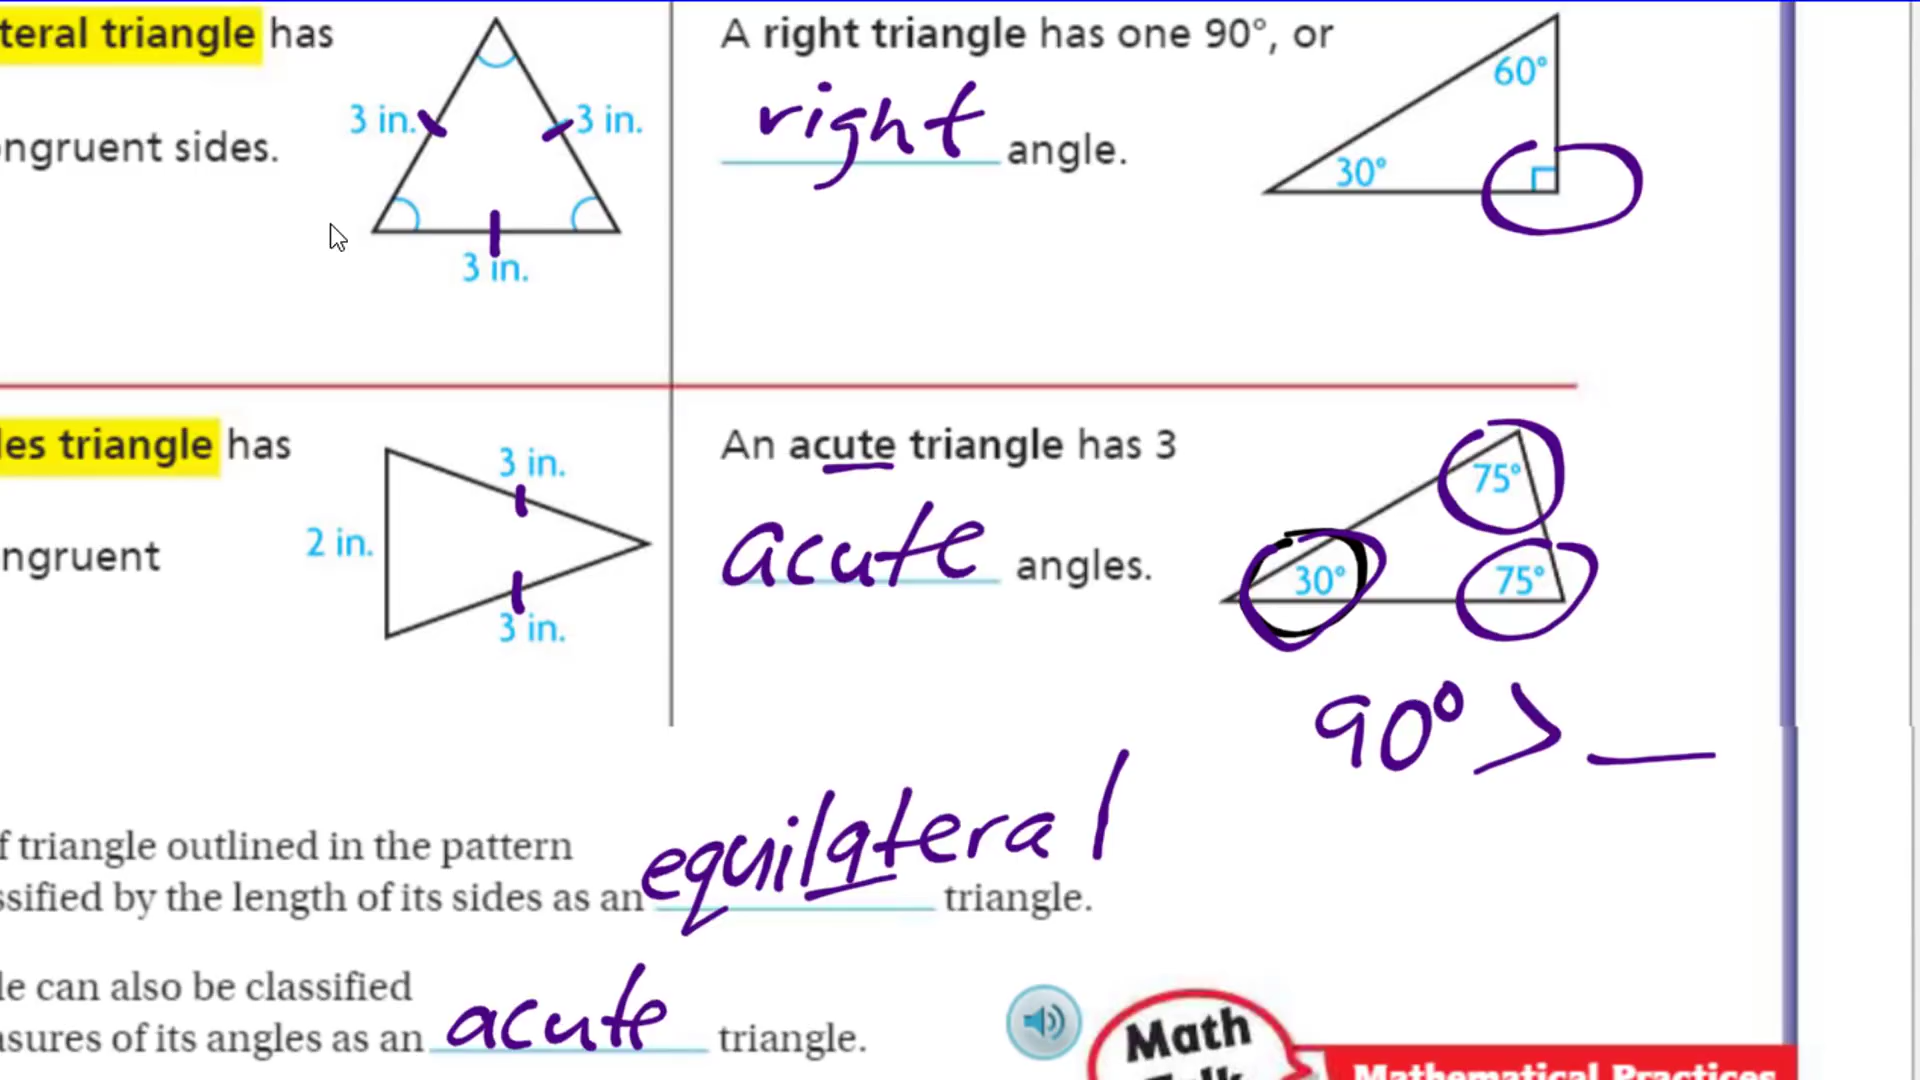 teral triangle has
ngruent sides.
3 in.
3 in.
3 in.
A right triangle has one 90°, or
right angle.
60°
30°
les triangle has
ngruent
3 in.
2 in.
3 in.
An acute triangle has 3
acute angles.
75°
30°
75°
90° > __
f triangle outlined in the pattern
ssified by the length of its sides as an equilateral triangle.
le can also be classified
asures of its angles as an acute triangle.
Math
Talk
Mathematical Practices